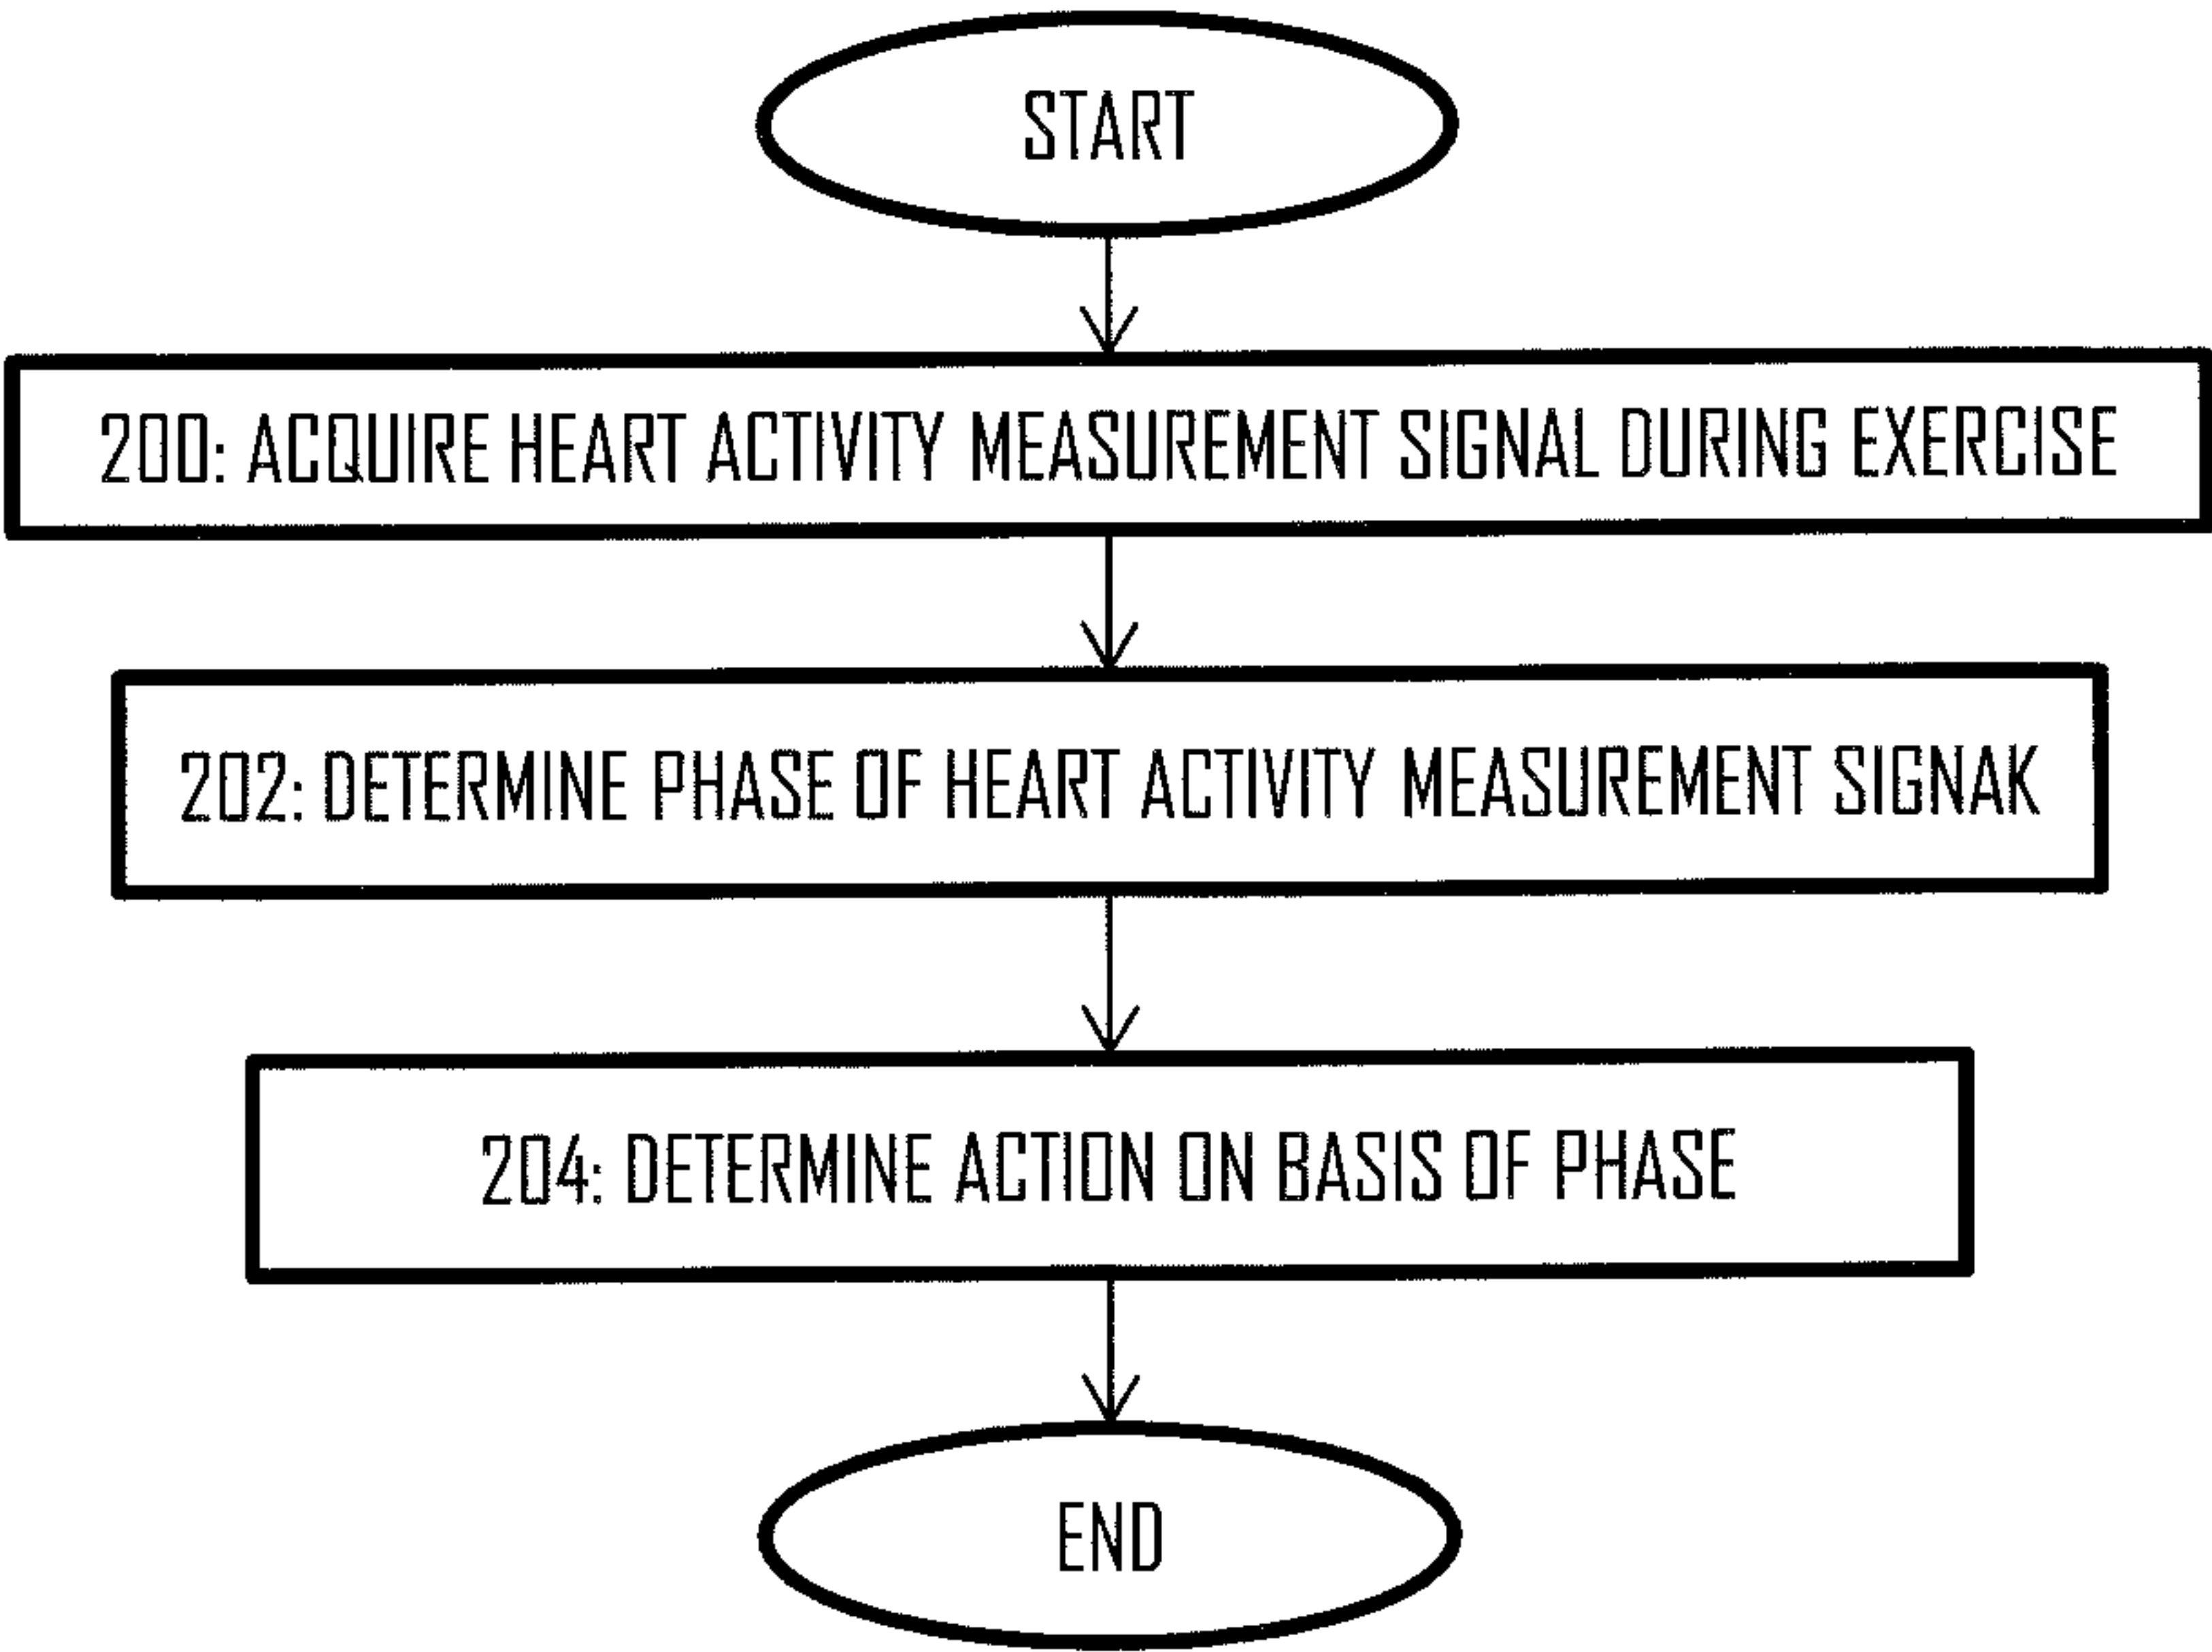 START
200: ACQUIRE HEART ACTIVITY MEASUREMENT SIGNAL DURING EXERCISE
202: DETERMINE PHASE OF HEART ACTIVITY MEASUREMENT SIGNAK
204: DETERMINE ACTION ON BASIS OF PHASE
END